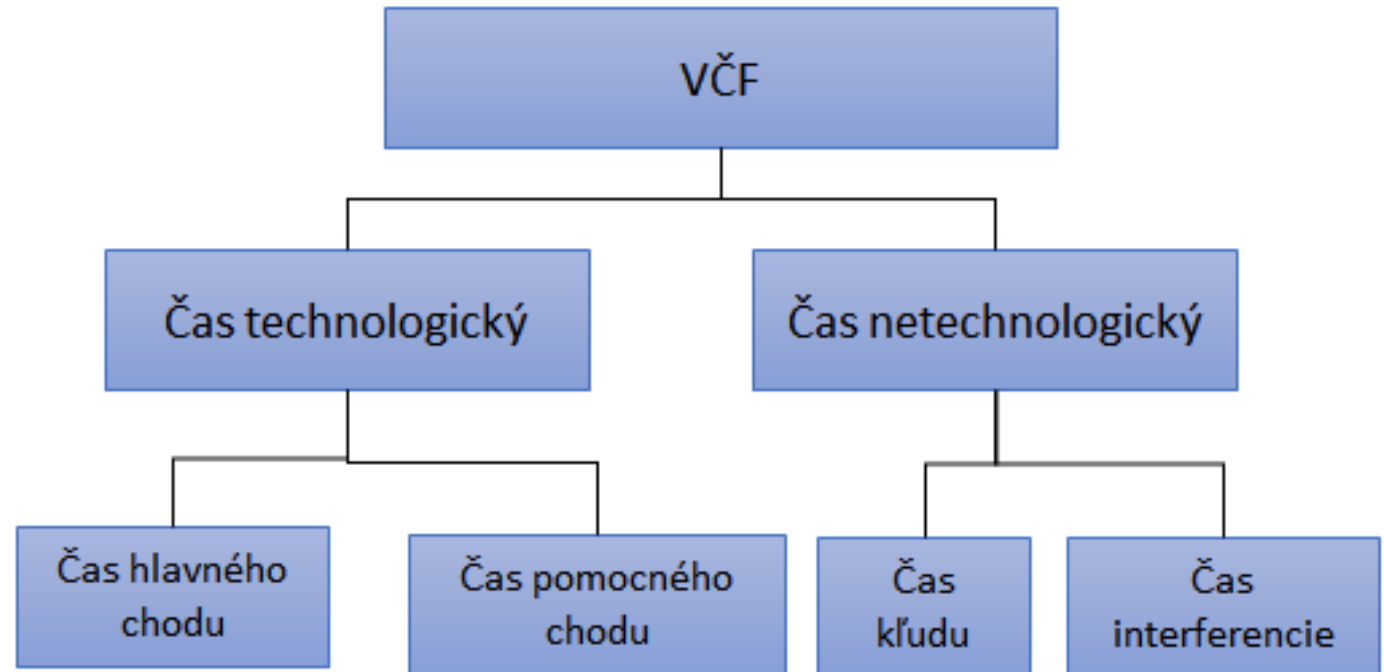 VČF
Čas technologický
Čas netechnologický
Čas hlavného
chodu
Čas pomocného
chodu
Čas
kľudu
Čas
interferencie